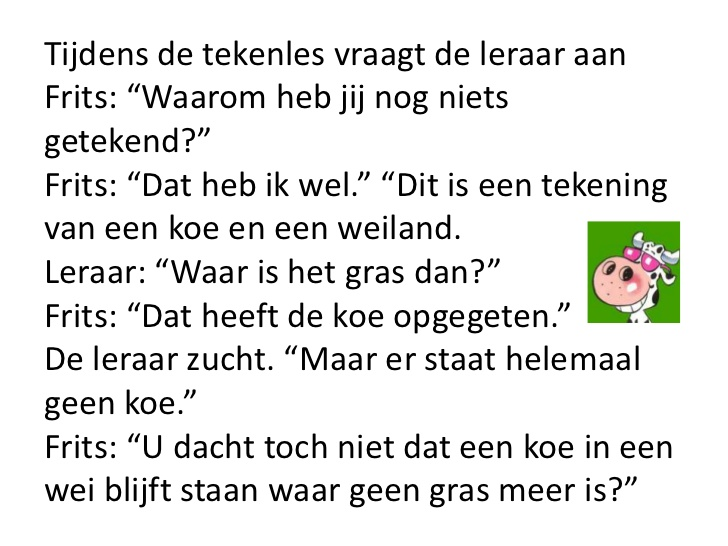 Tijdens de tekenles vraagt de leraar aan
Frits: “Waarom heb jij nog niets
getekend?”
Frits: “Dat heb ik wel.” “Dit is een tekening
van een koe en een weiland.
Leraar: “Waar is het gras dan?”
Frits: “Dat heeft de koe opgegeten.”
De leraar zucht. “Maar er staat helemaal
geen koe.”
Frits: “U dacht toch niet dat een koe in een
wei blijft staan waar geen gras meer is?”